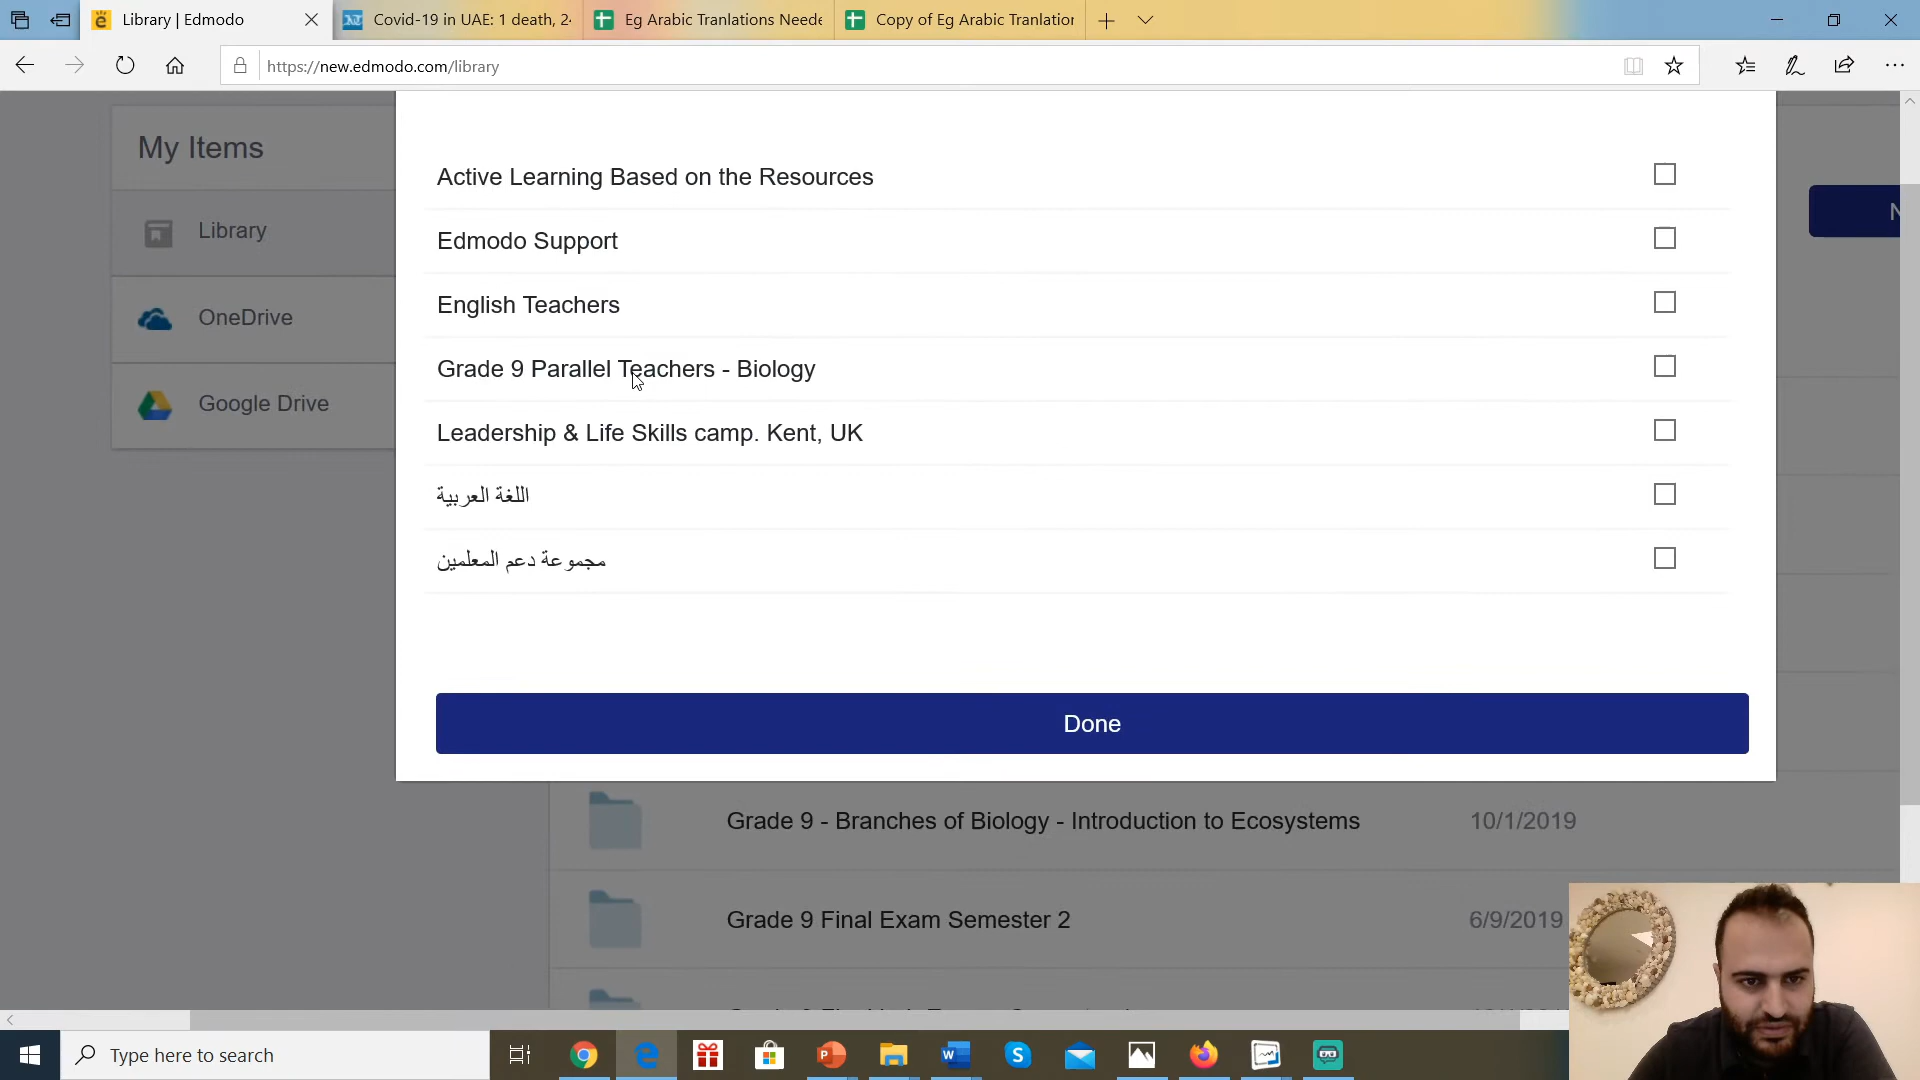 Library | Edmodo
Covid-19 in UAE: 1 death, 2
Eg Arabic Tranlations Neede
Copy of Eg Arabic Tranlation
https://new.edmodo.com/library
My Items
Library
OneDrive
Google Drive
Active Learning Based on the Resources
Edmodo Support
English Teachers
Grade 9 Parallel Teachers - Biology
Leadership & Life Skills camp. Kent, UK
اللغة العربية
مجموعة دعم المعلمين
Done
Grade 9 - Branches of Biology - Introduction to Ecosystems 10/1/2019
Grade 9 Final Exam Semester 2 6/9/2019
Type here to search